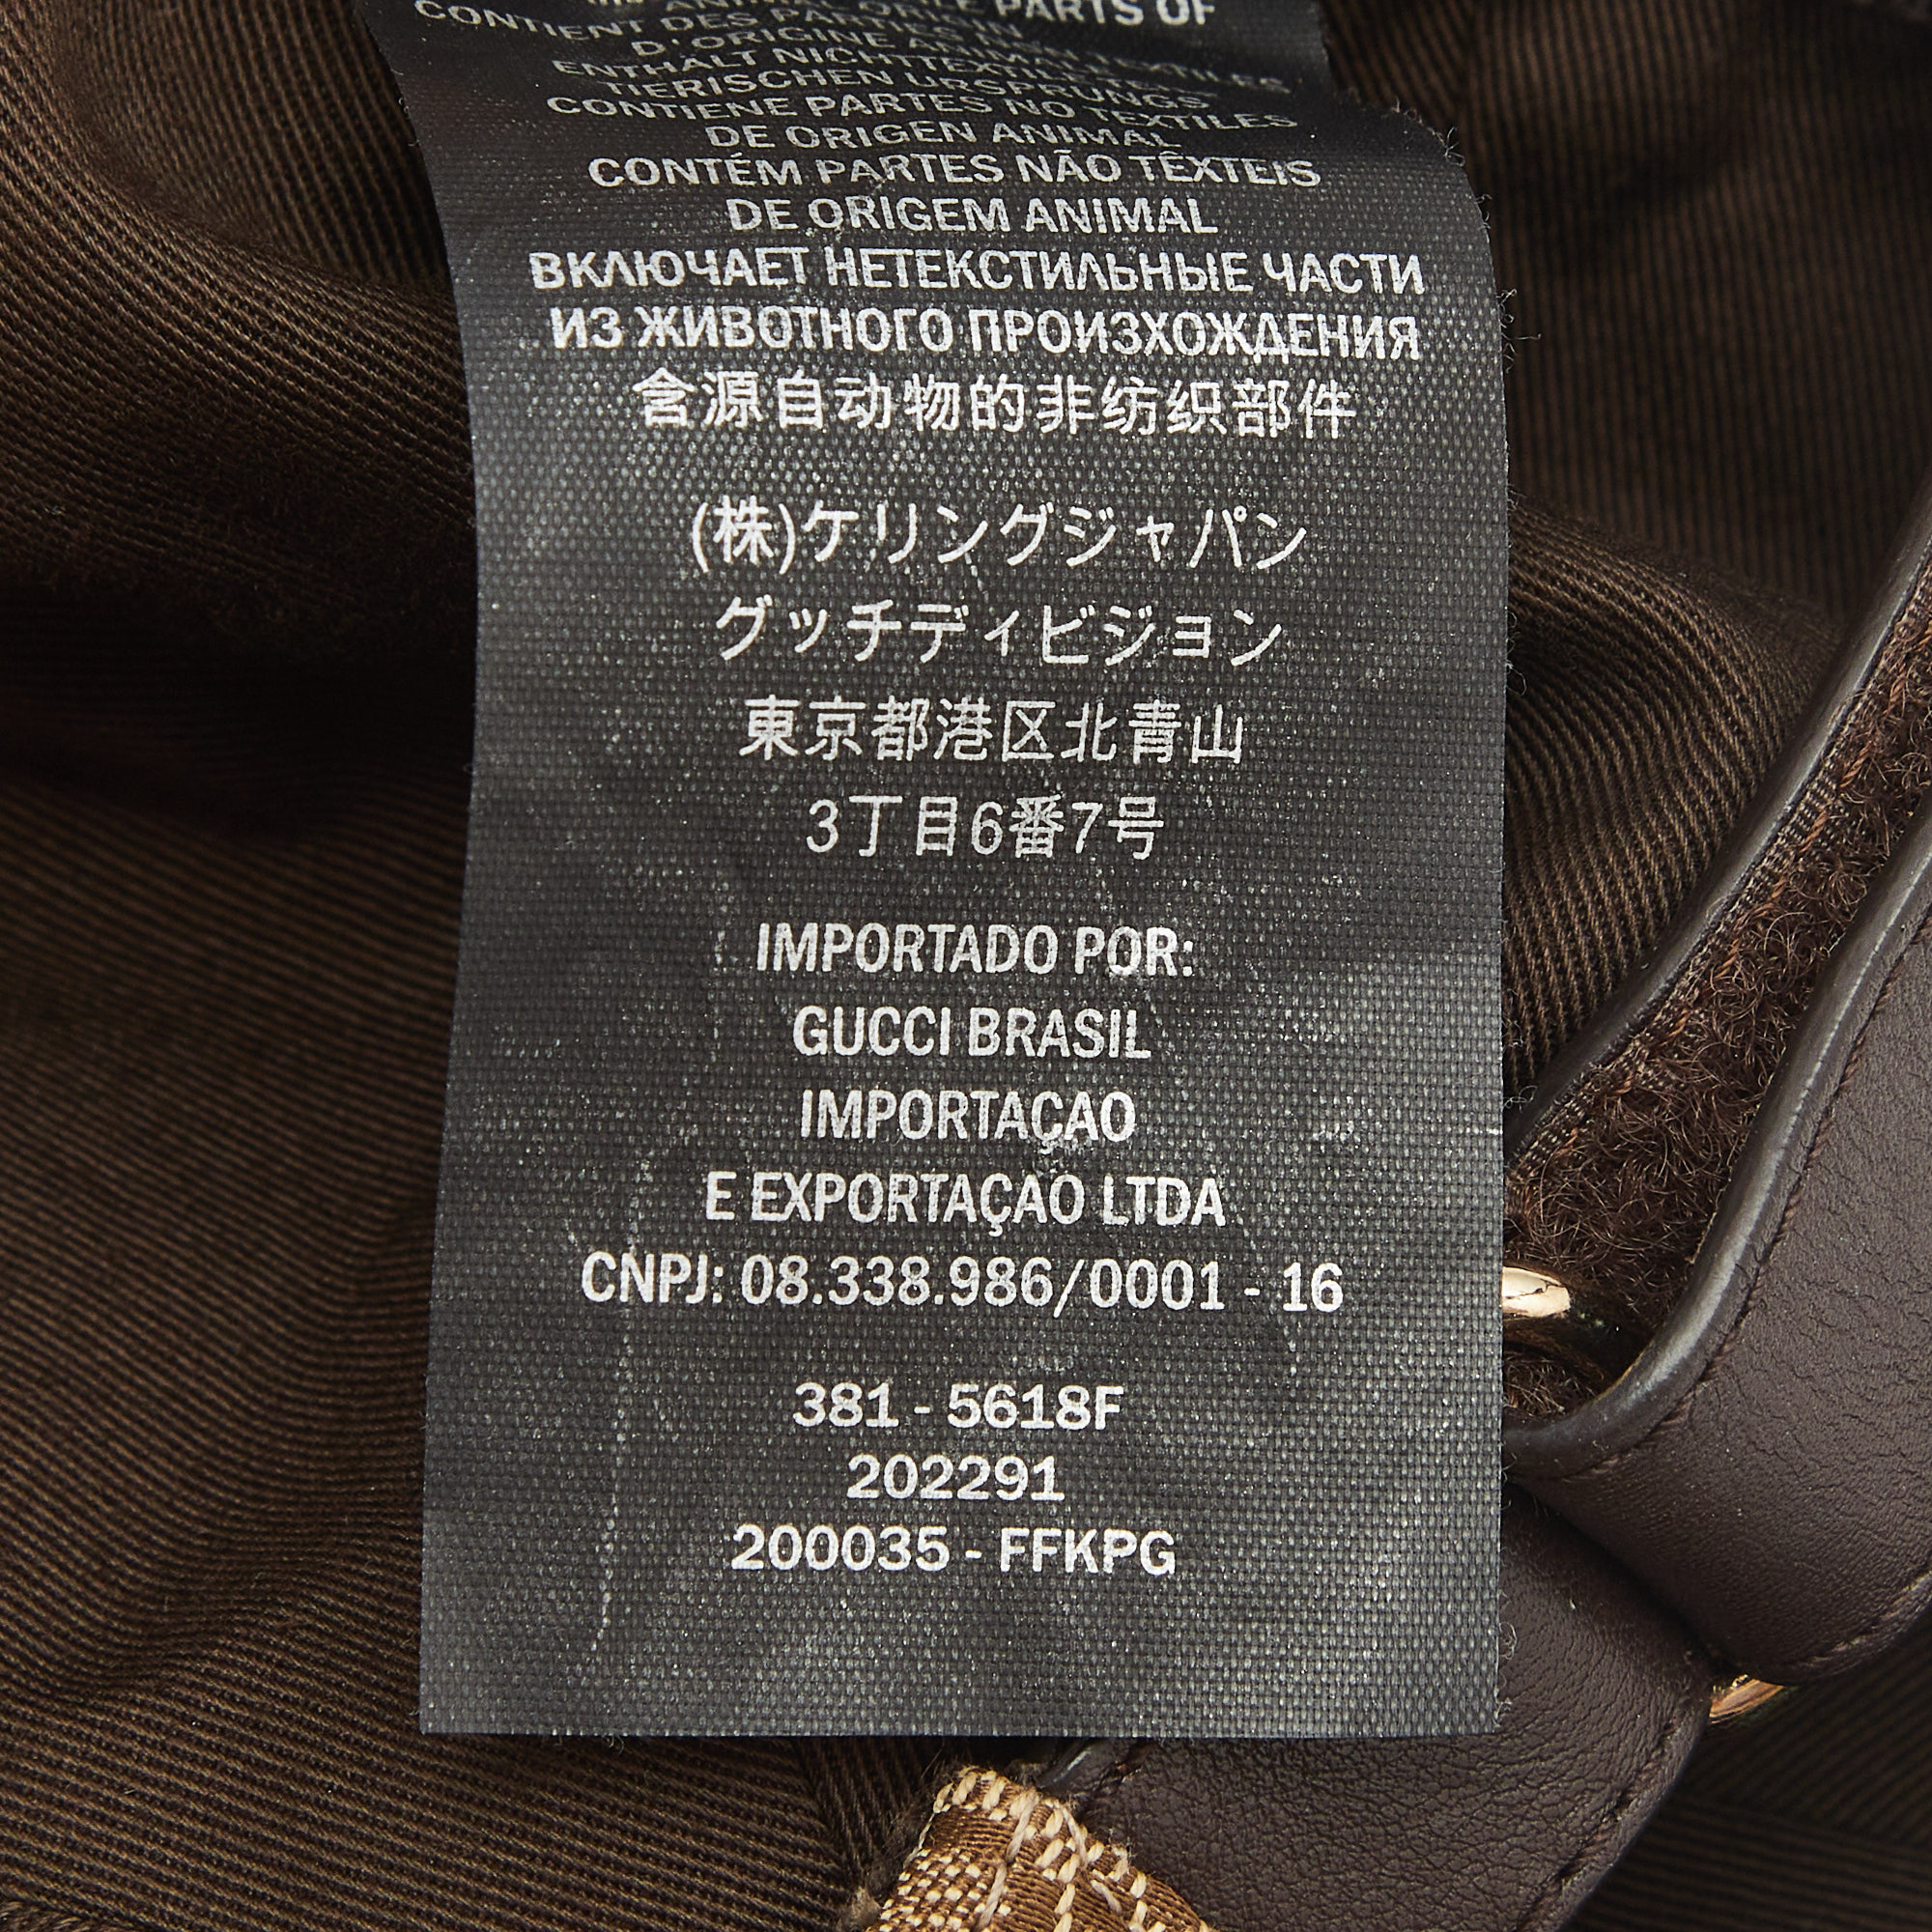 PARTS OF
CONTIENT DES PARTIES
D'ORIGINE
ENTHÄLT
TIERISCHEN URSPRUNGS
CONTIENE PARTES NO TEXTILES
DE ORIGEN ANIMAL
CONTÉM PARTES NÃO TÊXTEIS
DE ORIGEM ANIMAL
ВКЛЮЧАЕТ НЕТЕКСТИЛЬНЫЕ ЧАСТИ
ИЗ ЖИВОТНОГО ПРОИЗХОЖДЕНИЯ
含源自动物的非纺织部件
(株)ケリングジャパン
グッチディビジョン
東京都港区北青山
3丁目6番7号
IMPORTADO POR:
GUCCI BRASIL
IMPORTAÇAO
E EXPORTAÇAO LTDA
CNPJ: 08.338.986/0001 - 16
381 - 5618F
202291
200035 - FFKPG